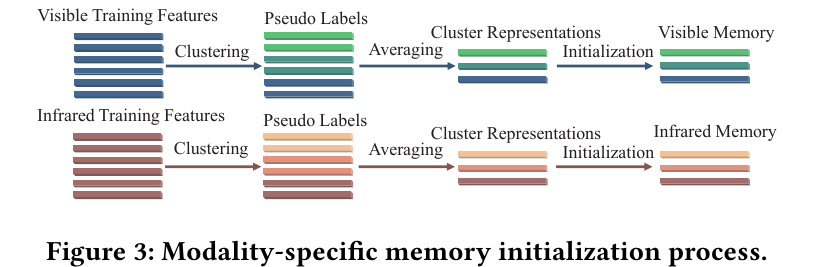 Visible Training Features
Pseudo Labels
Cluster Representations
Visible Memory
Clustering
Averaging
Initialization
Infrared Training Features
Pseudo Labels
Cluster Representations
Infrared Memory
Clustering
Averaging
Initialization
Figure 3: Modality-specific memory initialization process.